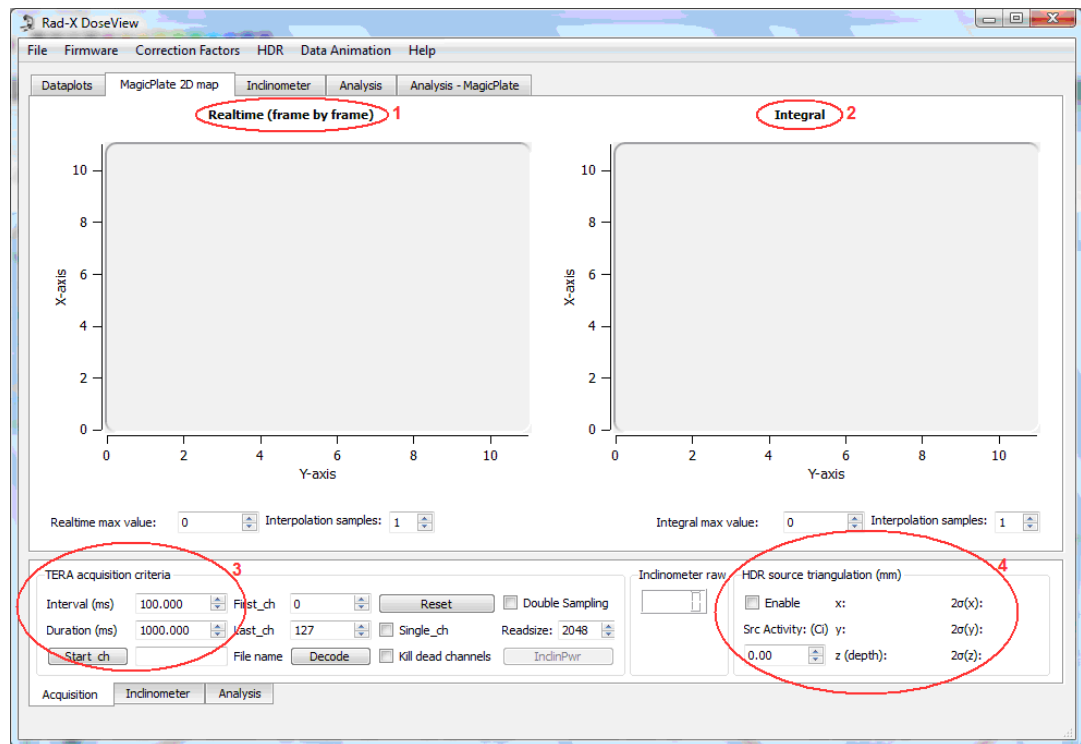 Rad-X DoseView
File Firmware Correction Factors HDR Data Animation Help
Dataplots MagicPlate 2D map Inclinometer Analysis Analysis - MagicPlate
Realtime (frame by frame) 1
Integral 2
10
8
6
4
2
0
X-axis
0 2 4 6 8 10
Y-axis
10
8
6
4
2
0
X-axis
0 2 4 6 8 10
Y-axis
Realtime max value: 0 Interpolation samples: 1
Integral max value: 0 Interpolation samples: 1
TERA acquisition criteria 3
Interval (ms) 100.000 First_ch 0 Reset Double Sampling
Duration (ms) 1000.000 Last_ch 127 Single_ch Readsize: 2048
Start_ch File name Decode Kill dead channels InclinPwr
Inclinometer raw
HDR source triangulation (mm) 4
Enable x: 2σ(x):
Src Activity: (Ci) y: 2σ(y):
0.00 z (depth): 2σ(z):
Acquisition Inclinometer Analysis